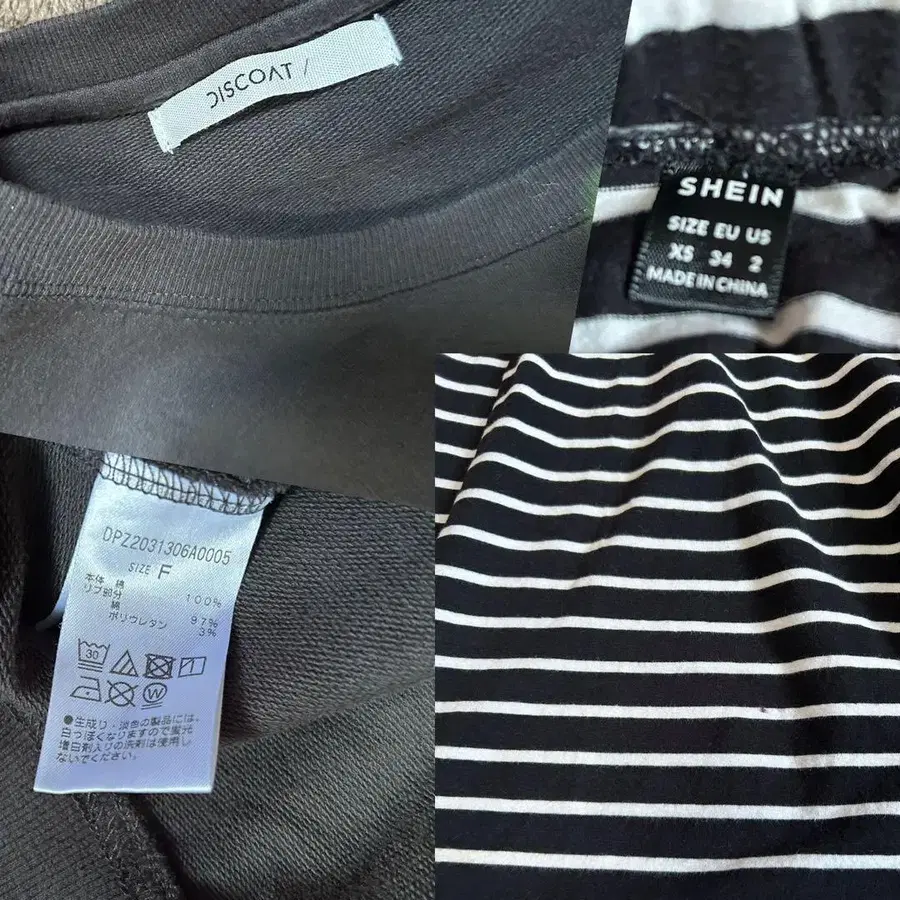 DISCOAT /
SHEIN
SIZE EU US
XS 34 2
MADE IN CHINA
DPZ2031306A0005
SIZE F
本体 綿 100%
リブ部分
綿 97%
ポリウレタン 3%
30
W
●生成り・淡色の製品には、
白っぽくなりますので蛍光
増白剤入りの洗剤は使用し
ないでください。